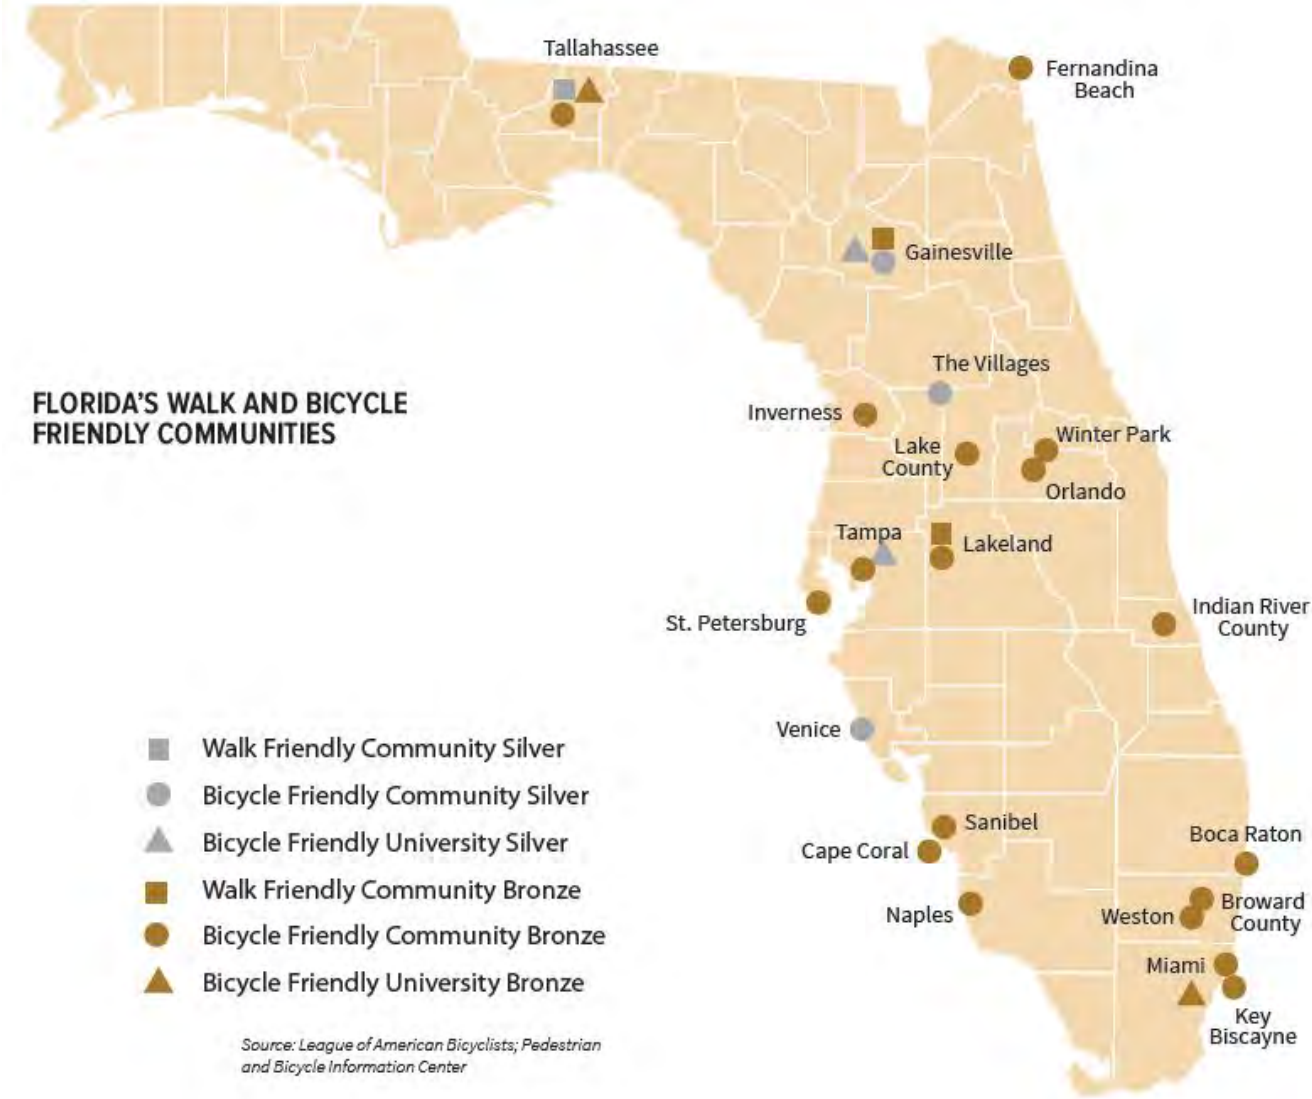 Tallahassee
Fernandina
Beach
Gainesville
The Villages
FLORIDA'S WALK AND BICYCLE
FRIENDLY COMMUNITIES
Inverness
Winter Park
Lake
County
Orlando
Tampa
Lakeland
St. Petersburg
Indian River
County
Venice
Walk Friendly Community Silver
Bicycle Friendly Community Silver
Bicycle Friendly University Silver
Walk Friendly Community Bronze
Bicycle Friendly Community Bronze
Bicycle Friendly University Bronze
Sanibel
Cape Coral
Boca Raton
Naples
Weston
Broward
County
Miami
Key
Biscayne
Source: League of American Bicyclists; Pedestrian
and Bicycle Information Center